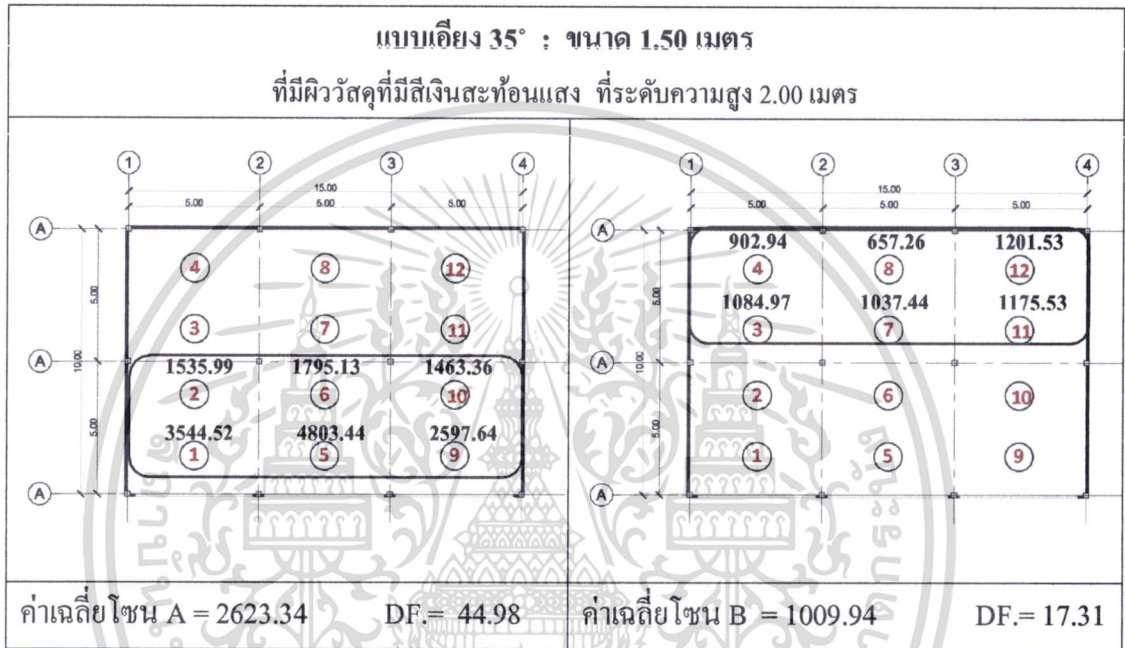 แบบเอียง 35° : ขนาด 1.50 เมตร
ที่มีผิววัสดุที่มีสีเงินสะท้อนแสง ที่ระดับความสูง 2.00 เมตร
1 2 3 4
15.00
5.00 5.00 5.00
A
4 8 12
5.00
3 7 11
10.00
A
1535.99 1795.13 1463.36
2 6 10
5.00
3544.52 4803.44 2597.64
1 5 9
A
1 2 3 4
15.00
5.00 5.00 5.00
A
902.94 657.26 1201.53
4 8 12
5.00
1084.97 1037.44 1175.53
3 7 11
10.00
A
2 6 10
5.00
1 5 9
A
ค่าเฉลี่ยโซน A = 2623.34 DF.= 44.98
ค่าเฉลี่ยโซน B = 1009.94 DF.= 17.31